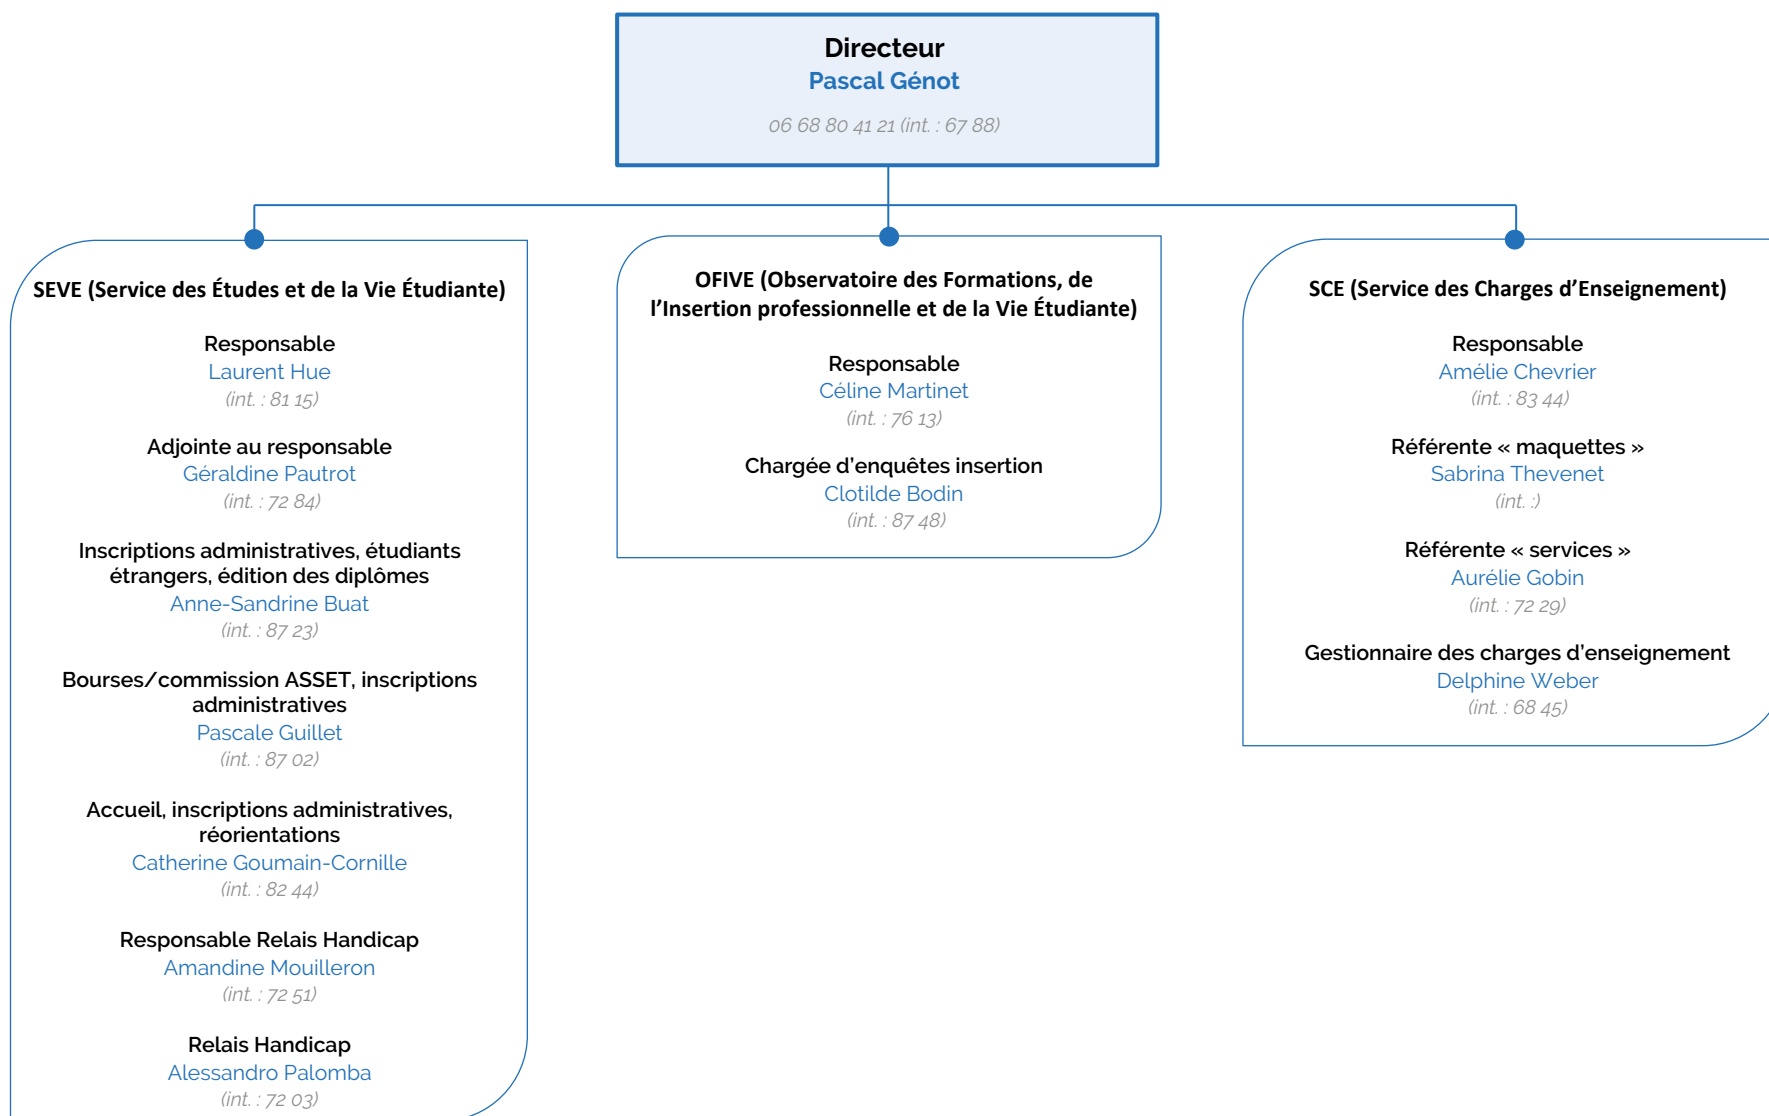 Directeur
Pascal Génot
06 68 80 41 21 (int. : 67 88)
SEVE (Service des Études et de la Vie Étudiante)
Responsable
Laurent Hue
(int. : 81 15)
Adjointe au responsable
Géraldine Pautrot
(int. : 72 84)
Inscriptions administratives, étudiants
étrangers, édition des diplômes
Anne-Sandrine Buat
(int. : 87 23)
Bourses/commission ASSET, inscriptions
administratives
Pascale Guillet
(int. : 87 02)
Accueil, inscriptions administratives,
réorientations
Catherine Goumain-Cornille
(int. : 82 44)
Responsable Relais Handicap
Amandine Mouilleron
(int. : 72 51)
Relais Handicap
Alessandro Palomba
(int. : 72 03)
OFIVE (Observatoire des Formations, de
l’Insertion professionnelle et de la Vie Étudiante)
Responsable
Céline Martinet
(int. : 76 13)
Chargée d’enquêtes insertion
Clotilde Bodin
(int. : 87 48)
SCE (Service des Charges d’Enseignement)
Responsable
Amélie Chevrier
(int. : 83 44)
Référente « maquettes »
Sabrina Thevenet
(int. :)
Référente « services »
Aurélie Gobin
(int. : 72 29)
Gestionnaire des charges d’enseignement
Delphine Weber
(int. : 68 45)